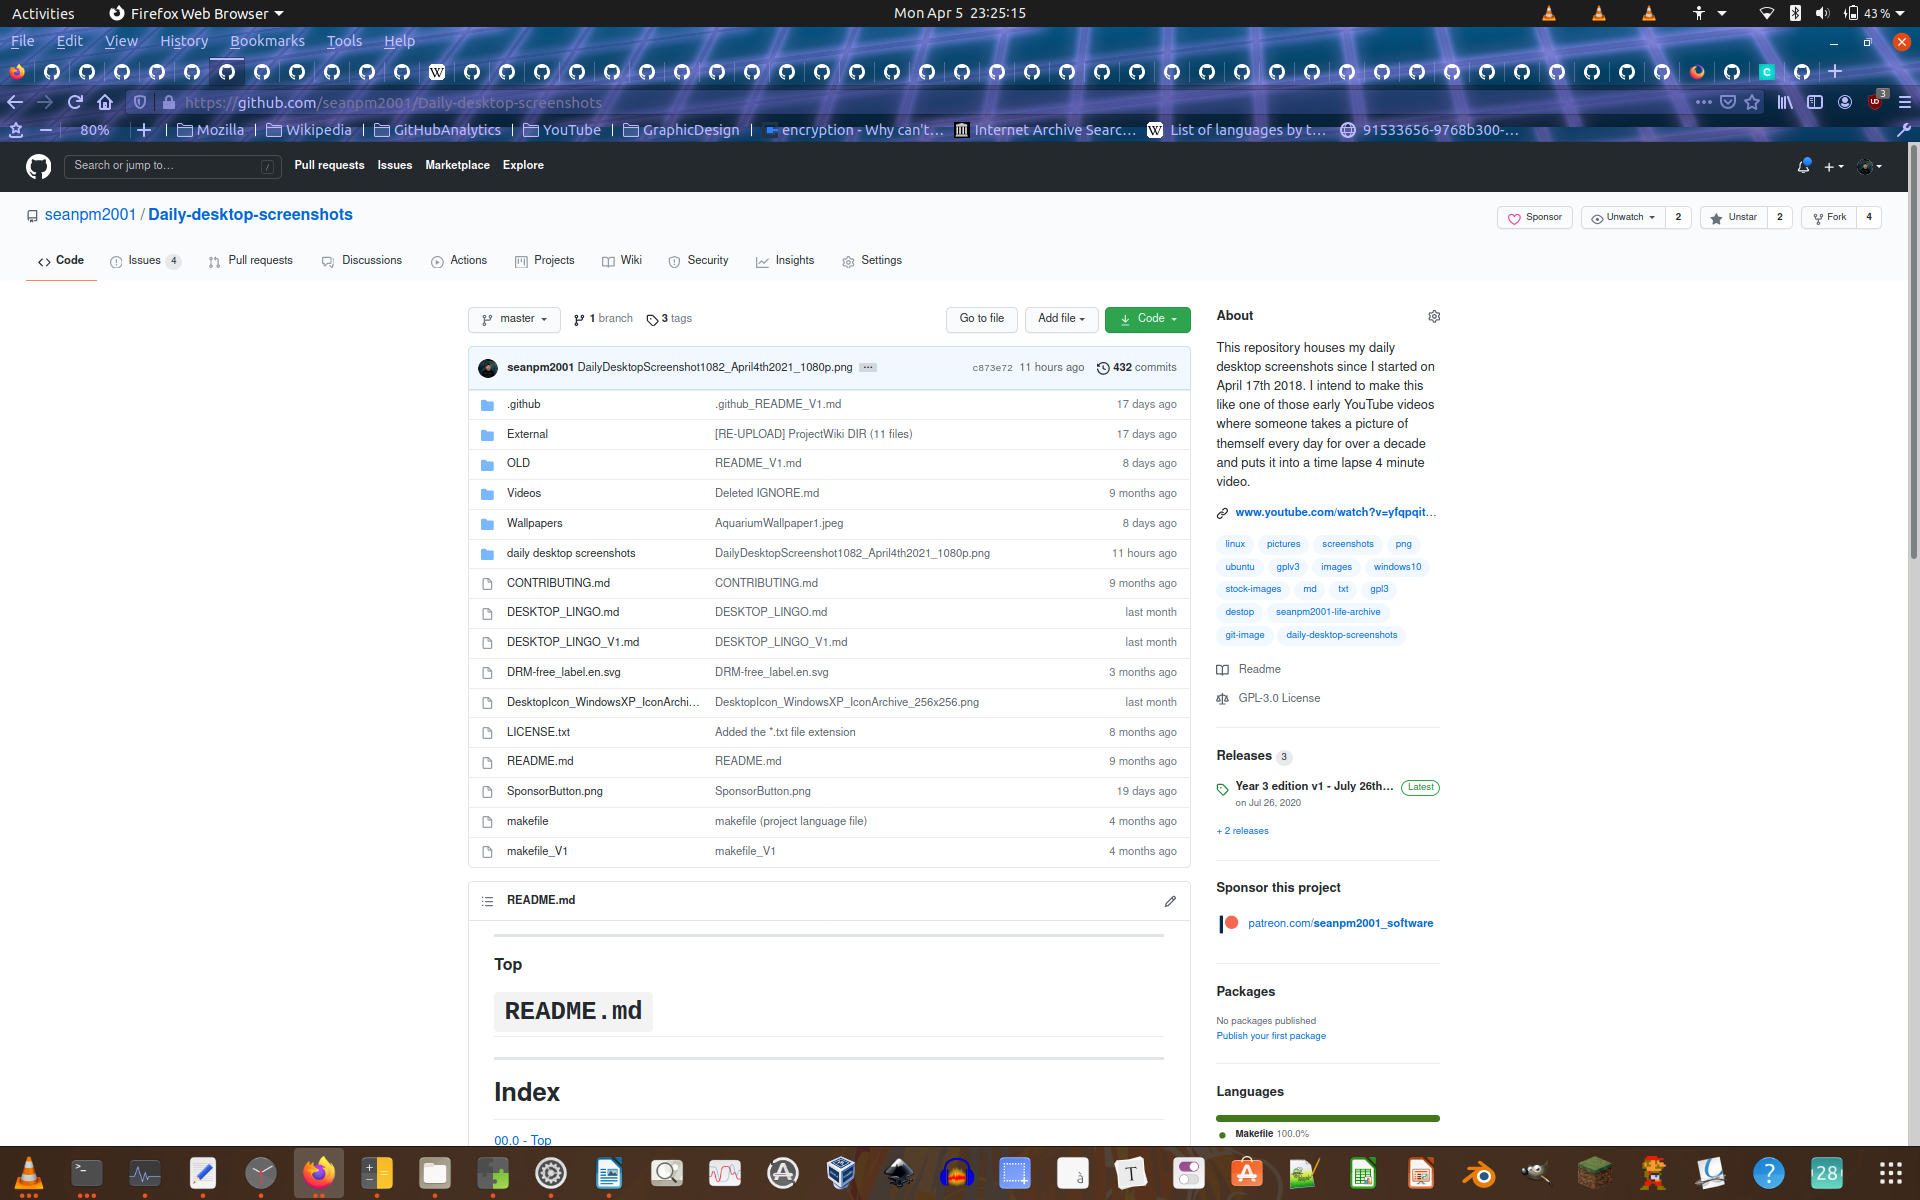 Activities Firefox Web Browser Mon Apr 5 23:25:15 43 %
File Edit View History Bookmarks Tools Help
https://github.com/seanpm2001/Daily-desktop-screenshots 3
80% Mozilla Wikipedia GitHubAnalytics YouTube GraphicDesign encryption - Why can't... Internet Archive Searc... List of languages by t... 91533656-9768b300-...
Search or jump to... / Pull requests Issues Marketplace Explore
seanpm2001 / Daily-desktop-screenshots Sponsor Unwatch 2 Unstar 2 Fork 4
Code Issues 4 Pull requests Discussions Actions Projects Wiki Security Insights Settings
master 1 branch 3 tags Go to file Add file Code
seanpm2001 DailyDesktopScreenshot1082_April4th2021_1080p.png ... c873e72 11 hours ago 432 commits
.github .github_README_V1.md 17 days ago
External [RE-UPLOAD] ProjectWiki DIR (11 files) 17 days ago
OLD README_V1.md 8 days ago
Videos Deleted IGNORE.md 9 months ago
Wallpapers AquariumWallpaper1.jpeg 8 days ago
daily desktop screenshots DailyDesktopScreenshot1082_April4th2021_1080p.png 11 hours ago
CONTRIBUTING.md CONTRIBUTING.md 9 months ago
DESKTOP_LINGO.md DESKTOP_LINGO.md last month
DESKTOP_LINGO_V1.md DESKTOP_LINGO_V1.md last month
DRM-free_label.en.svg DRM-free_label.en.svg 3 months ago
DesktopIcon_WindowsXP_IconArchi... DesktopIcon_WindowsXP_IconArchive_256x256.png last month
LICENSE.txt Added the *.txt file extension 8 months ago
README.md README.md 9 months ago
SponsorButton.png SponsorButton.png 19 days ago
makefile makefile (project language file) 4 months ago
makefile_V1 makefile_V1 4 months ago
README.md
Top
README.md
Index
00.0 - Top
About
This repository houses my daily
desktop screenshots since I started on
April 17th 2018. I intend to make this
like one of those early YouTube videos
where someone takes a picture of
themself every day for over a decade
and puts it into a time lapse 4 minute
video.
www.youtube.com/watch?v=yfqpqit...
linux pictures screenshots png
ubuntu gplv3 images windows10
stock-images md txt gpl3
destop seanpm2001-life-archive
git-image daily-desktop-screenshots
Readme
GPL-3.0 License
Releases 3
Year 3 edition v1 - July 26th... Latest
on Jul 26, 2020
+ 2 releases
Sponsor this project
patreon.com/seanpm2001_software
Packages
No packages published
Publish your first package
Languages
Makefile 100.0%
28